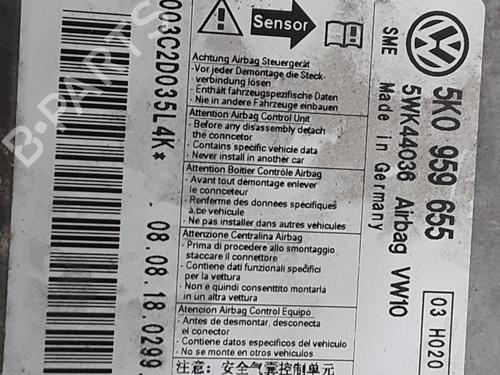 Sensor
Achtung Airbag Steuergerät
- Vor jeder Demontage die Steck-
verbindung lösen
- Enthält fahrzeugspezifische Daten
- Nie in andere Fahrzeuge einbauen
Attention Airbag Control Unit
- Before any disassembly detach
the conncetor
- Contains specific vehicle data
- Never install in another car
Attention Boitier Contrôle Airbag
- Avant tout démontage enlever
le connceteur
- Renferme des données spécifiques
à ce véhicule
- Ne pas installer dans autres véhicules
Attenzione Centralina Airbag
- Prima di procedere allo smontaggio
staccare il connettore
- Contiene dati funzionali specifici
per la vettura
- Non e quindi consentitto montaria
in un altra vettura
Atencion Airbag Control Equipo
- Antes de desmontar, desconecta
el conector
- Contiene datos específicos del vehículo
- No se monte en otros vehículos
注意: 安全气囊控制单元
003C2D035L4K*
- 08.08.18 0299
SME
Made in Germany
5WK44036 Airbag VW10
5K0 959 655
03 H020
B-PARTS